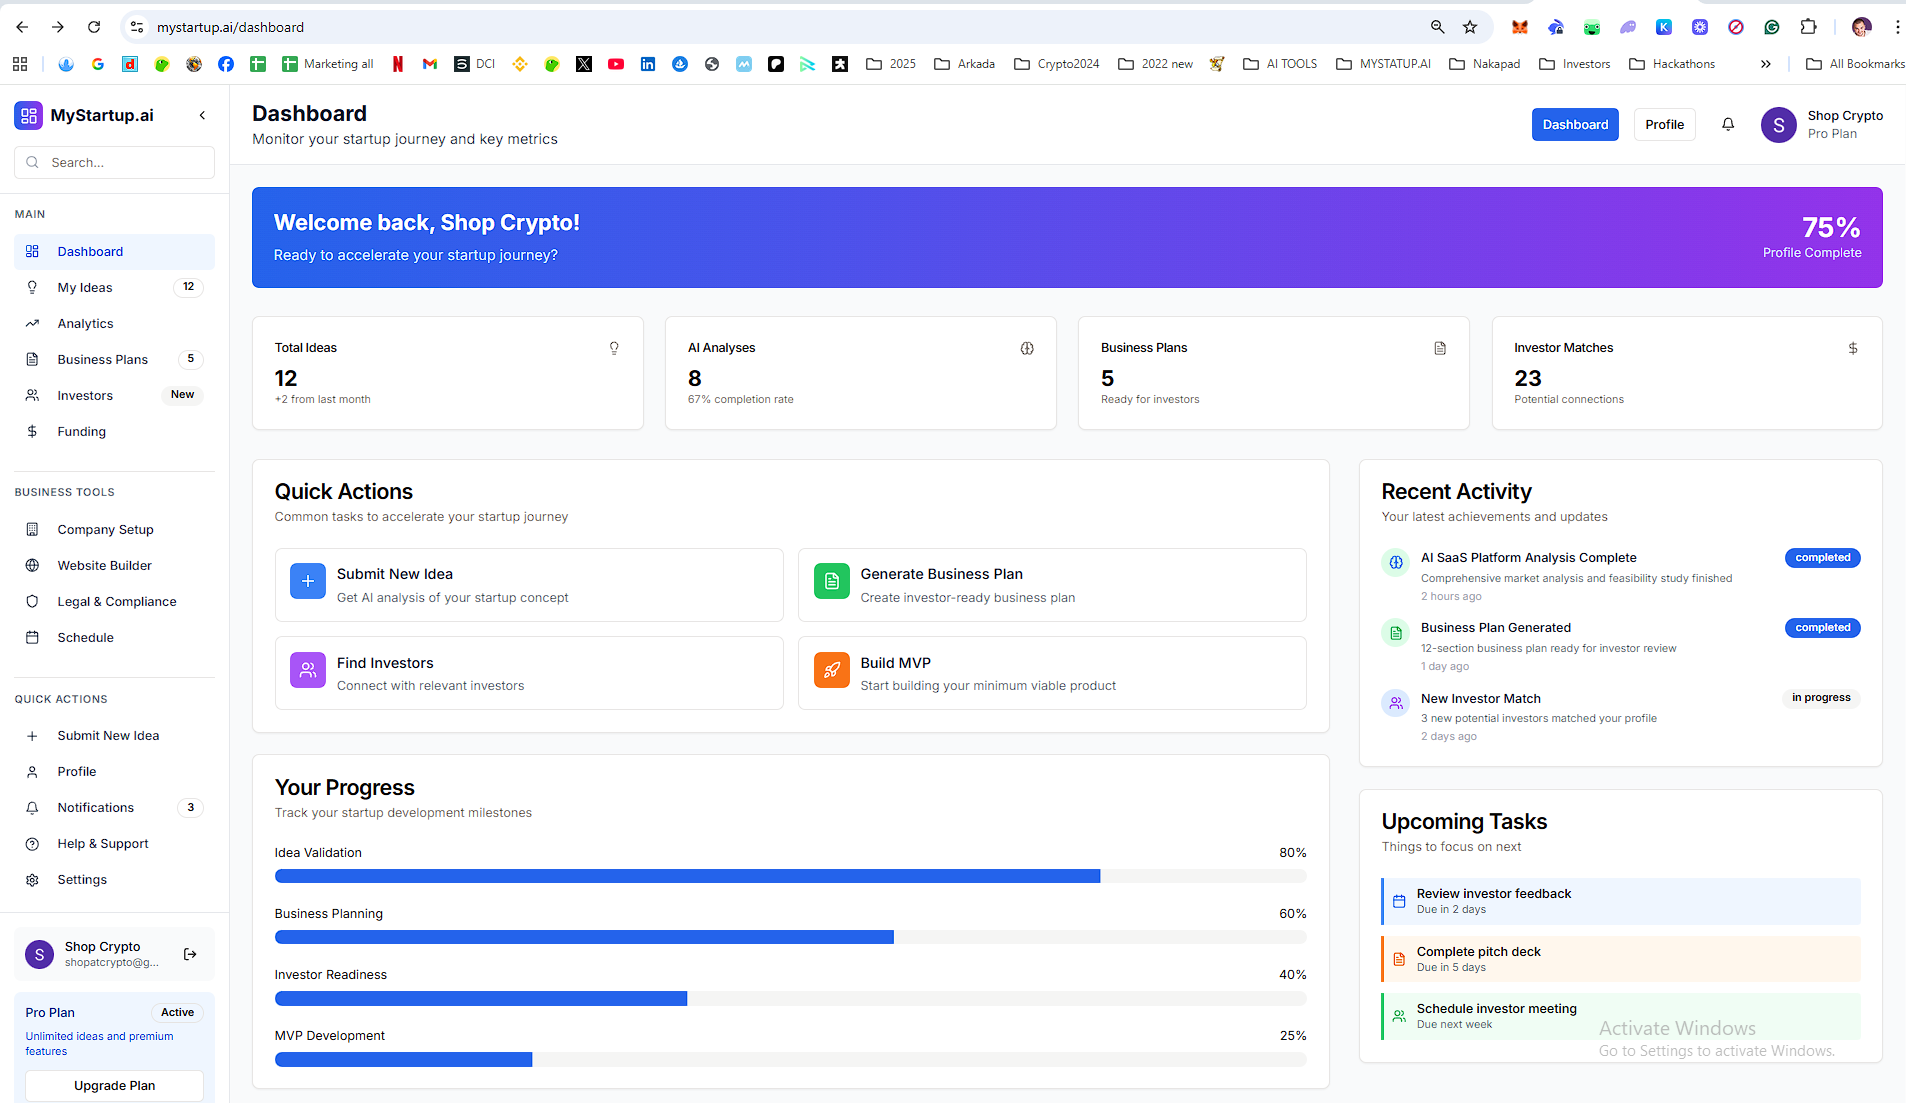 mystartup.ai/dashboard
Marketing all
DCI
2025
Arkada
Crypto2024
2022 new
AI TOOLS
MYSTATUP.AI
Nakapad
Investors
Hackathons
All Bookmarks
MyStartup.ai
Search...
MAIN
Dashboard
My Ideas
12
Analytics
Business Plans
5
Investors
New
Funding
BUSINESS TOOLS
Company Setup
Website Builder
Legal & Compliance
Schedule
QUICK ACTIONS
Submit New Idea
Profile
Notifications
3
Help & Support
Settings
S
Shop Crypto
shopatcrypto@g...
Pro Plan
Active
Unlimited ideas and premium
features
Upgrade Plan
Dashboard
Monitor your startup journey and key metrics
Dashboard
Profile
S
Shop Crypto
Pro Plan
Welcome back, Shop Crypto!
Ready to accelerate your startup journey?
75%
Profile Complete
Total Ideas
12
+2 from last month
AI Analyses
8
67% completion rate
Business Plans
5
Ready for investors
Investor Matches
$
23
Potential connections
Quick Actions
Common tasks to accelerate your startup journey
Submit New Idea
Get AI analysis of your startup concept
Generate Business Plan
Create investor-ready business plan
Find Investors
Connect with relevant investors
Build MVP
Start building your minimum viable product
Your Progress
Track your startup development milestones
Idea Validation
80%
Business Planning
60%
Investor Readiness
40%
MVP Development
25%
Recent Activity
Your latest achievements and updates
AI SaaS Platform Analysis Complete
completed
Comprehensive market analysis and feasibility study finished
2 hours ago
Business Plan Generated
completed
12-section business plan ready for investor review
1 day ago
New Investor Match
in progress
3 new potential investors matched your profile
2 days ago
Upcoming Tasks
Things to focus on next
Review investor feedback
Due in 2 days
Complete pitch deck
Due in 5 days
Schedule investor meeting
Due next week
Activate Windows
Go to Settings to activate Windows.